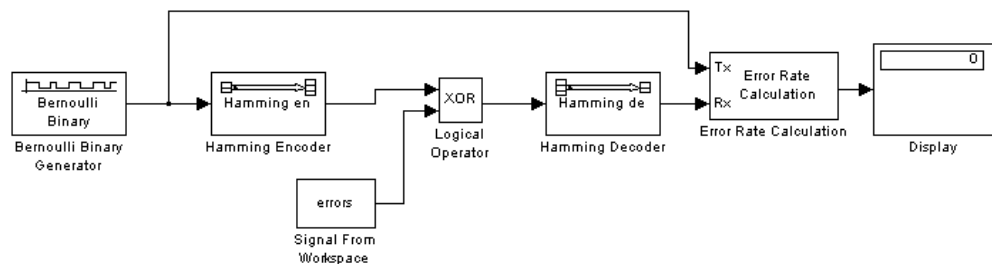 Bernoulli
Binary
Bernoulli Binary
Generator
Hamming en
Hamming Encoder
XOR
Logical
Operator
errors
Signal From
Workspace
Hamming de
Hamming Decoder
Tx
Rx
Error Rate
Calculation
Error Rate Calculation
0
Display